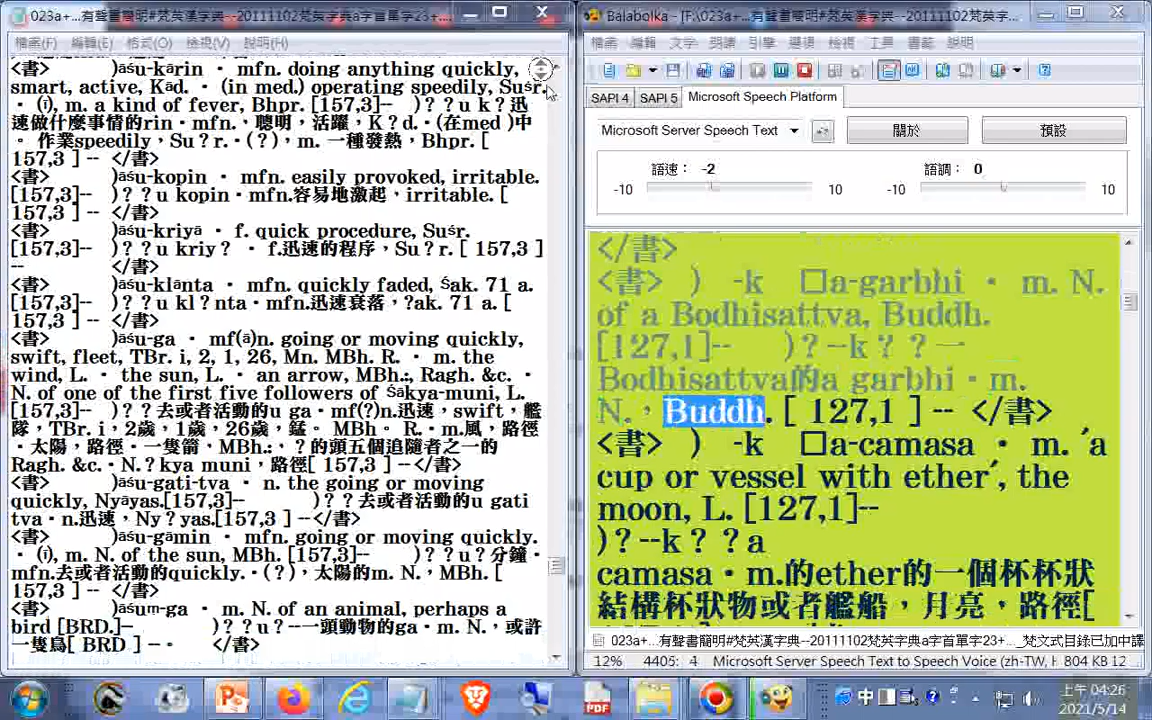 023a+...有聲書簡明#梵英漢字典--20111102梵英字典a字首單字23+...
檔案(F) 編輯(E) 格式(O) 檢視(V) 說明(H)
<書> )āśu-kārin · mfn. doing anything quickly,
smart, active, Kād. · (in med.) operating speedily, Suśr.
· (ī), m. a kind of fever, Bhpr. [157,3]-- )??u k?迅
速做什麼事情的rin·mfn.，聰明，活躍，K?d.·(在med )中
。 作業speedily, Su?r.·(?)，m. 一種發熱，Bhpr. [
157,3 ] -- </書>
<書> )āśu-kopin · mfn. easily provoked, irritable.
[157,3]-- )??u kopin·mfn.容易地激起，irritable. [
157,3 ] -- </書>
<書> )āśu-kriyā · f. quick procedure, Suśr.
[157,3]-- )??u kriy? · f.迅速的程序，Su?r. [ 157,3 ]
-- </書>
<書> )āśu-klānta · mfn. quickly faded, Śak. 71 a.
[157,3]-- )??u kl?nta·mfn.迅速衰落，?ak. 71 a. [
157,3 ] -- </書>
<書> )āśu-ga · mf(ā)n. going or moving quickly,
swift, fleet, TBr. i, 2, 1, 26, Mn. MBh. R. · m. the
wind, L. · the sun, L. · an arrow, MBh.:, Ragh. &c. ·
N. of one of the first five followers of Śākya-muni, L.
[157,3]-- )??去或者活動的u ga·mf(?)n.迅速，swift，艦
隊，TBr. i，2歲，1歲，26歲，錳。 MBh。 R.·m.風，路徑
·太陽，路徑·一隻箭，MBh.:，?的頭五個追隨者之一的
Ragh. &c.·N.?kya muni，路徑[ 157,3 ] --</書>
<書> )āśu-gati-tva · n. the going or moving
quickly, Nyāyas.[157,3]-- )??去或者活動的u gati
tva·n.迅速，Ny?yas.[157,3 ] --</書>
<書> )āśu-gāmin · mfn. going or moving quickly.
· (ī), m. N. of the sun, MBh. [157,3]-- )??u?分鐘·
mfn.去或者活動的quickly.·(?)，太陽的m. N.，MBh. [
157,3 ] -- </書>
<書> )āśuṃ-ga · m. N. of an animal, perhaps a
bird [BRD.]-- )??u?--一頭動物的ga·m. N.，或許
一隻鳥[ BRD ] -- · </書>
Balabolka - [F:\023a+...有聲書簡明#梵英漢字典--20111102梵英字...
檔案 編輯 文字 朗讀 引擎 選項 檢視 工具 書籤 說明
SAPI 4 SAPI 5 Microsoft Speech Platform
Microsoft Server Speech Text 關於 預設
語速： -2 語調： 0
-10 10 -10 10
</書>
<書> ) -k □a-garbhi · m. N.
of a Bodhisattva, Buddh.
[127,1]-- )?--k??--
Bodhisattva的a garbhi·m.
N.，Buddh. [ 127,1 ] -- </書>
<書> ) -k □a-camasa · m. 'a
cup or vessel with ether', the
moon, L. [127,1]--
)?--k??a
camasa·m.的ether的一個杯杯狀
結構杯狀物或者艦船，月亮，路徑[
023a+...有聲書簡明#梵英漢字典--20111102梵英字典a字首單字23+..._梵文式目錄已加中譯
12% 4405: 4 Microsoft Server Speech Text to Speech Voice (zh-TW, H 804 KB 12
中
上午 04:26
2021/5/14